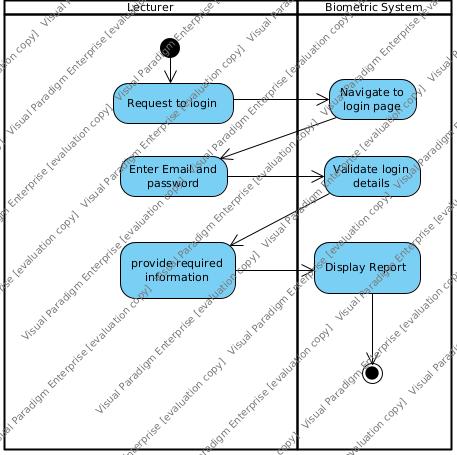 Lecturer
Biometric System
Request to login
Navigate to
login page
Enter Email and
password
Validate login
details
provide required
information
Display Report
Visual Paradigm Enterprise [evaluation copy]